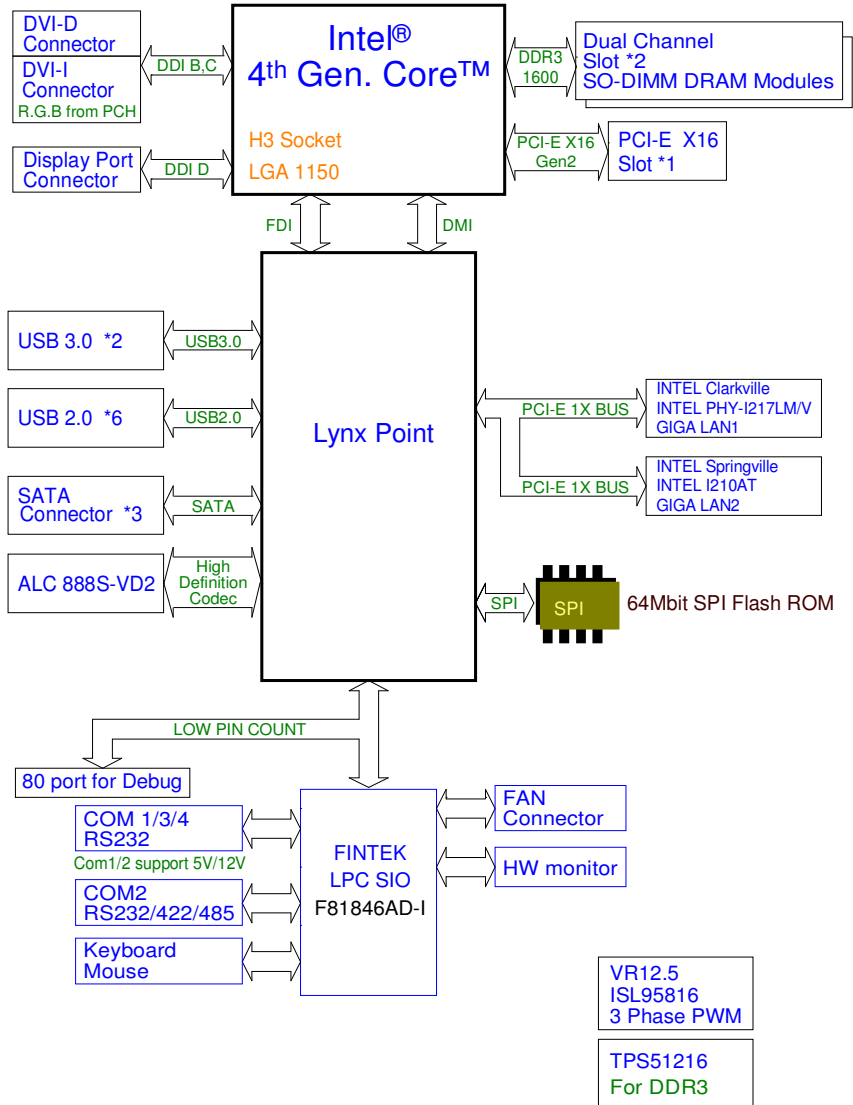 DVI-D
Connector
DVI-I
Connector
R.G.B from PCH
DDI B,C
Intel®
4th Gen. Core™
H3 Socket
LGA 1150
DDR3
1600
Dual Channel
Slot *2
SO-DIMM DRAM Modules
PCI-E X16
Gen2
PCI-E X16
Slot *1
Display Port
Connector
DDI D
FDI
DMI
Lynx Point
USB 3.0 *2
USB3.0
USB 2.0 *6
USB2.0
SATA
Connector *3
SATA
ALC 888S-VD2
High
Definition
Codec
PCI-E 1X BUS
INTEL Clarkville
INTEL PHY-I217LM/V
GIGA LAN1
PCI-E 1X BUS
INTEL Springville
INTEL I210AT
GIGA LAN2
SPI
SPI
64Mbit SPI Flash ROM
LOW PIN COUNT
80 port for Debug
COM 1/3/4
RS232
Com1/2 support 5V/12V
COM2
RS232/422/485
Keyboard
Mouse
FINTEK
LPC SIO
F81846AD-I
FAN
Connector
HW monitor
VR12.5
ISL95816
3 Phase PWM
TPS51216
For DDR3